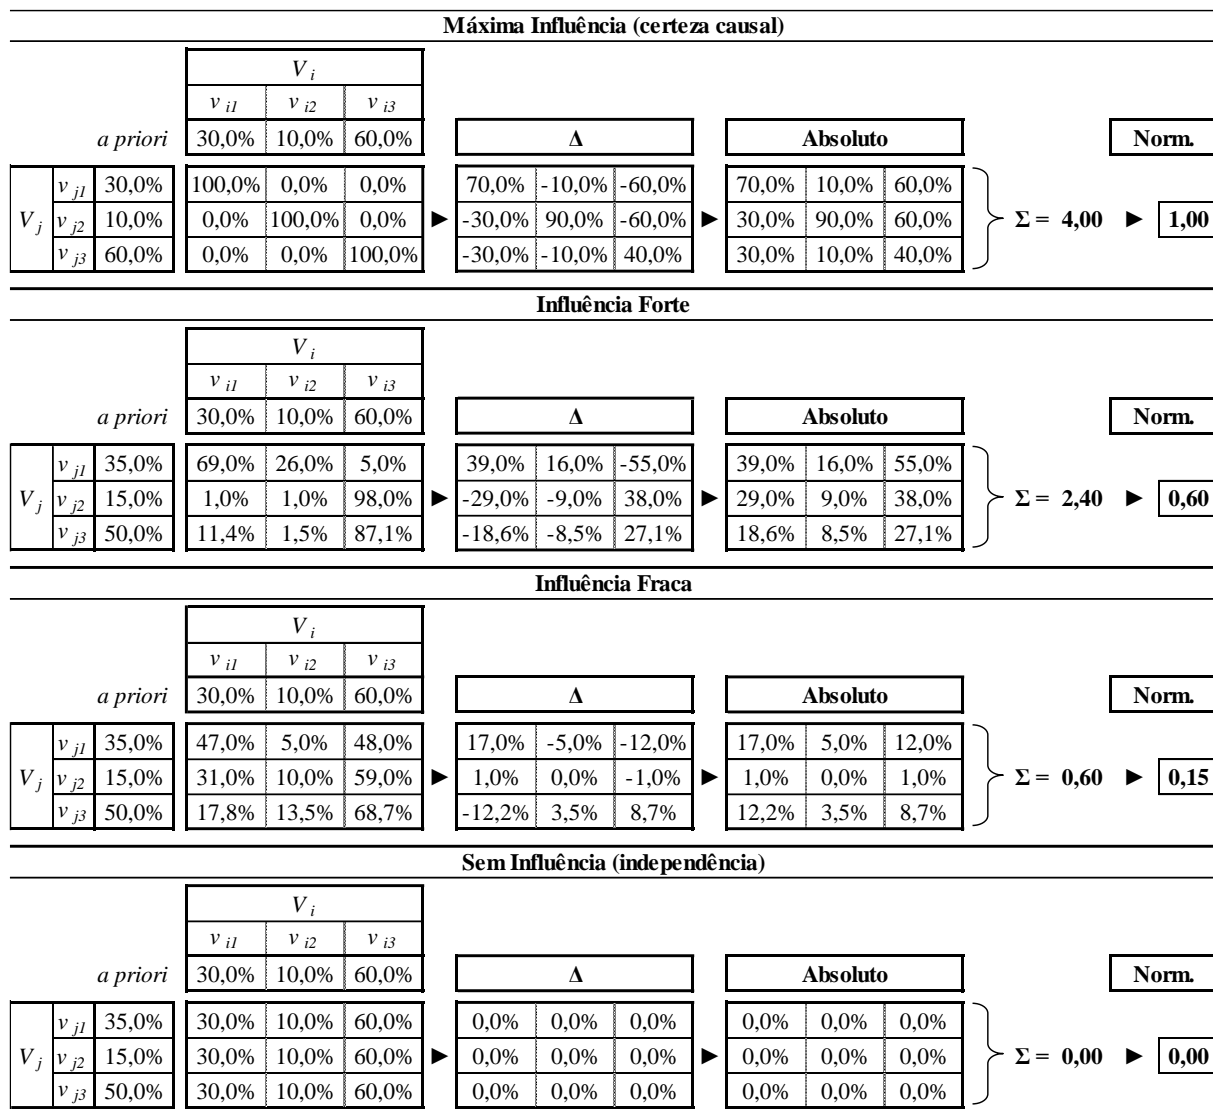 Máxima Influência (certeza causal)
V i
v i1 v i2 v i3
a priori 30,0% 10,0% 60,0% Δ Absoluto Norm.
v j1 30,0% 100,0% 0,0% 0,0% 70,0% -10,0% -60,0% 70,0% 10,0% 60,0%
V j v j2 10,0% 0,0% 100,0% 0,0% ► -30,0% 90,0% -60,0% ► 30,0% 90,0% 60,0% Σ = 4,00 ► 1,00
v j3 60,0% 0,0% 0,0% 100,0% -30,0% -10,0% 40,0% 30,0% 10,0% 40,0%
Influência Forte
V i
v i1 v i2 v i3
a priori 30,0% 10,0% 60,0% Δ Absoluto Norm.
v j1 35,0% 69,0% 26,0% 5,0% 39,0% 16,0% -55,0% 39,0% 16,0% 55,0%
V j v j2 15,0% 1,0% 1,0% 98,0% ► -29,0% -9,0% 38,0% ► 29,0% 9,0% 38,0% Σ = 2,40 ► 0,60
v j3 50,0% 11,4% 1,5% 87,1% -18,6% -8,5% 27,1% 18,6% 8,5% 27,1%
Influência Fraca
V i
v i1 v i2 v i3
a priori 30,0% 10,0% 60,0% Δ Absoluto Norm.
v j1 35,0% 47,0% 5,0% 48,0% 17,0% -5,0% -12,0% 17,0% 5,0% 12,0%
V j v j2 15,0% 31,0% 10,0% 59,0% ► 1,0% 0,0% -1,0% ► 1,0% 0,0% 1,0% Σ = 0,60 ► 0,15
v j3 50,0% 17,8% 13,5% 68,7% -12,2% 3,5% 8,7% 12,2% 3,5% 8,7%
Sem Influência (independência)
V i
v i1 v i2 v i3
a priori 30,0% 10,0% 60,0% Δ Absoluto Norm.
v j1 35,0% 30,0% 10,0% 60,0% 0,0% 0,0% 0,0% 0,0% 0,0% 0,0%
V j v j2 15,0% 30,0% 10,0% 60,0% ► 0,0% 0,0% 0,0% ► 0,0% 0,0% 0,0% Σ = 0,00 ► 0,00
v j3 50,0% 30,0% 10,0% 60,0% 0,0% 0,0% 0,0% 0,0% 0,0% 0,0%